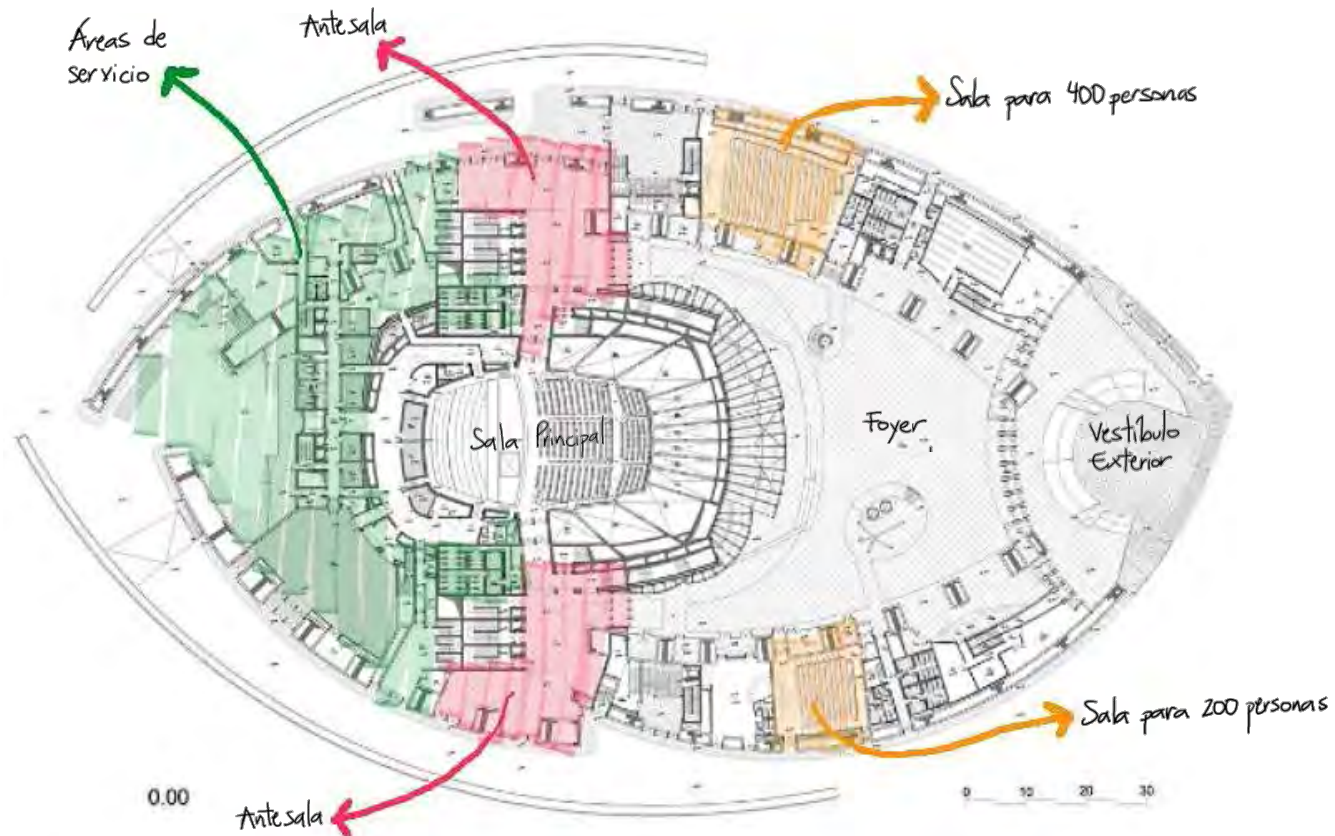 Áreas de
servicio
Antesala
Sala para 400 personas
Sala Principal
Foyer
Vestíbulo
Exterior
Sala para 200 personas
0.00
0 10 20 30
Antesala